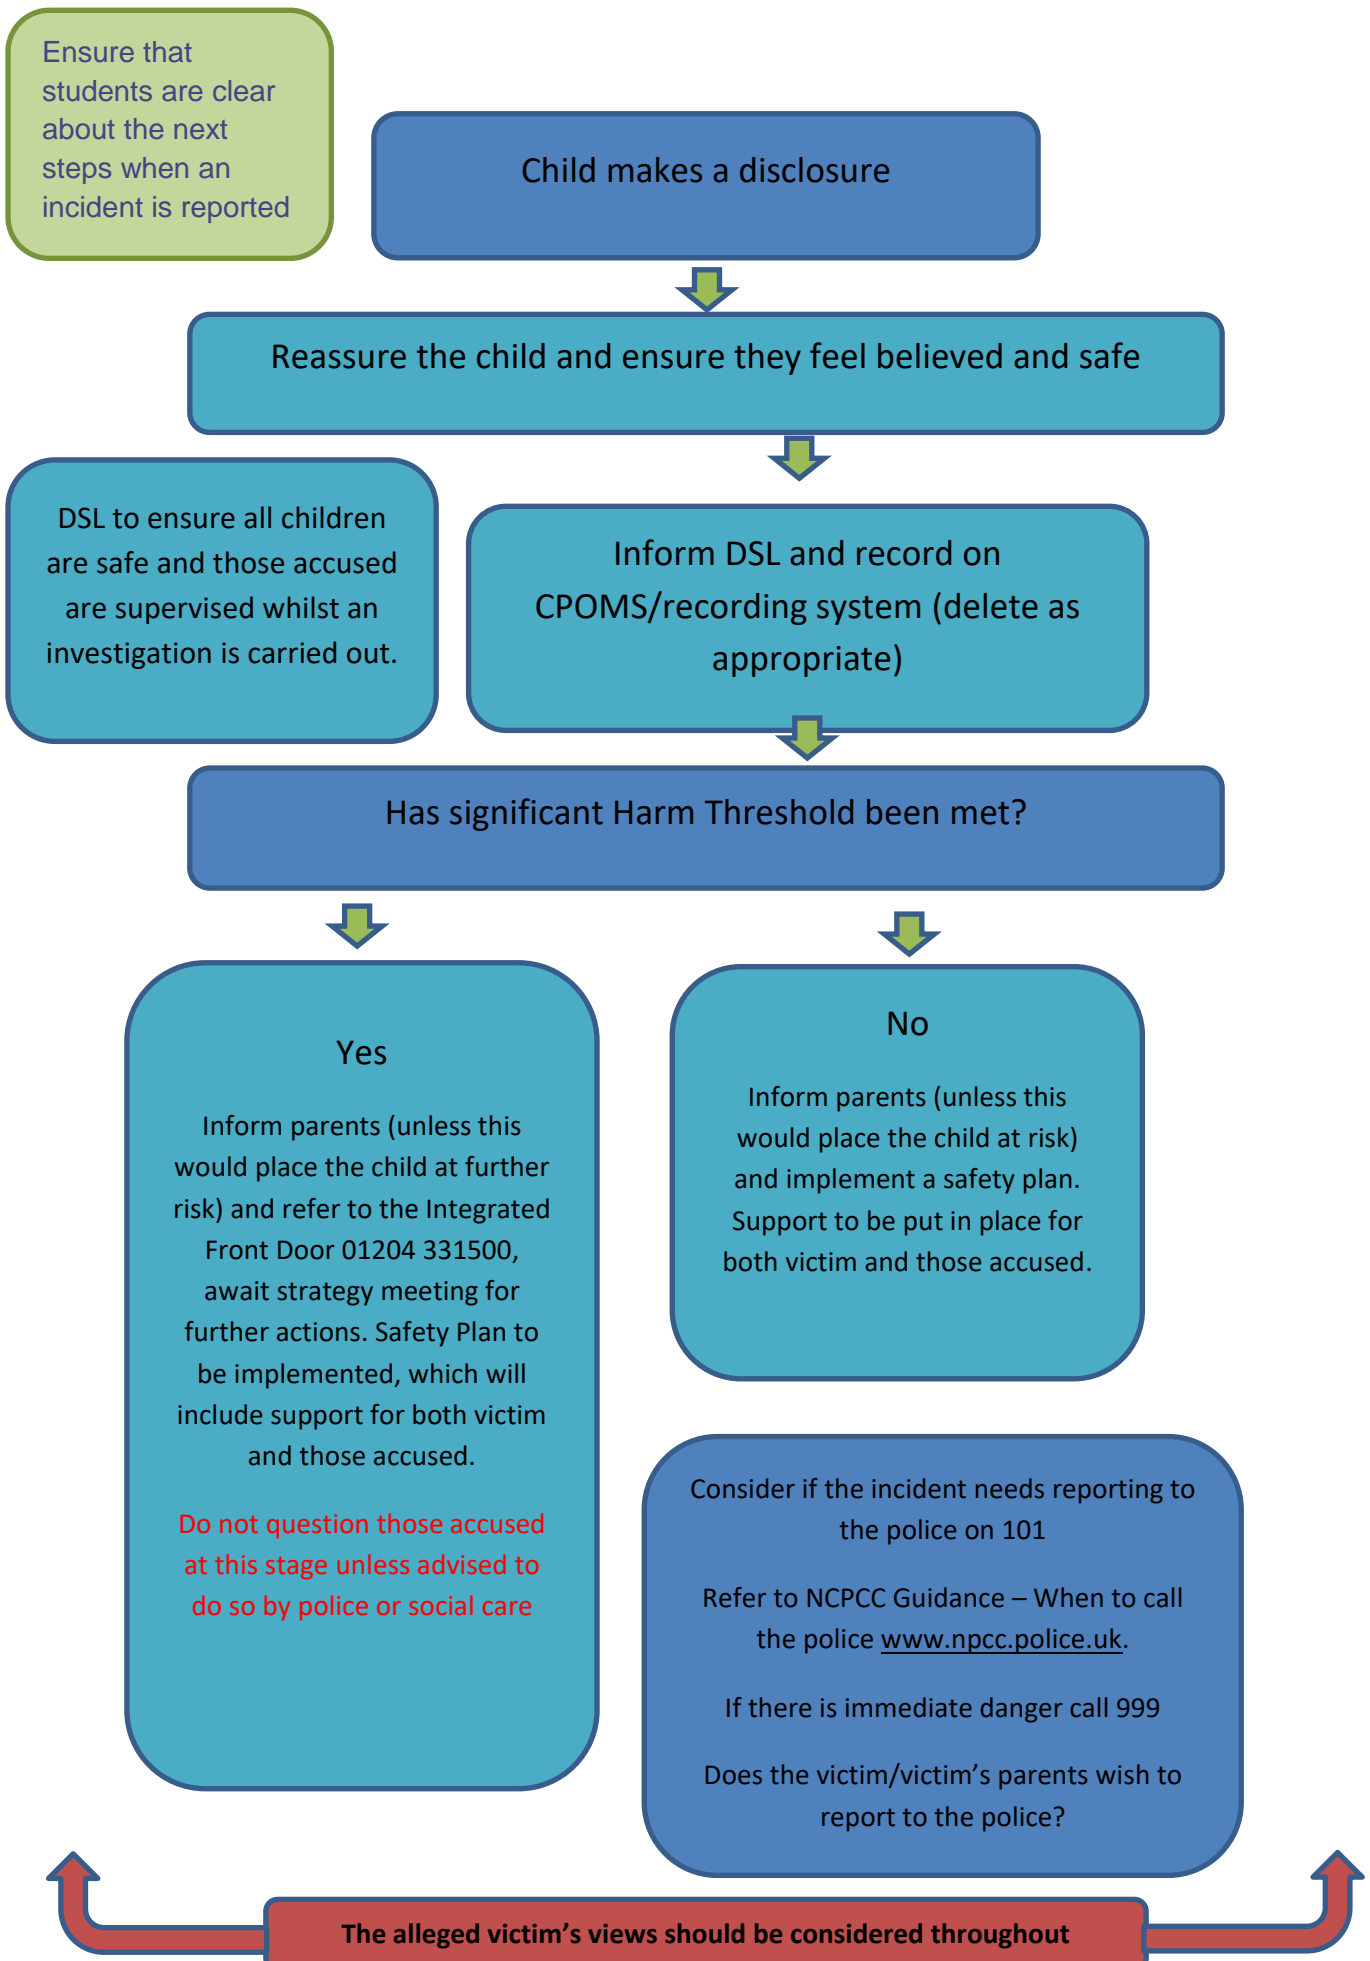 Ensure that
students are clear
about the next
steps when an
incident is reported
Child makes a disclosure
Reassure the child and ensure they feel believed and safe
DSL to ensure all children
are safe and those accused
are supervised whilst an
investigation is carried out.
Inform DSL and record on
CPOMS/recording system (delete as
appropriate)
Has significant Harm Threshold been met?
Yes
Inform parents (unless this
would place the child at further
risk) and refer to the Integrated
Front Door 01204 331500,
await strategy meeting for
further actions. Safety Plan to
be implemented, which will
include support for both victim
and those accused.
Do not question those accused
at this stage unless advised to
do so by police or social care
No
Inform parents (unless this
would place the child at risk)
and implement a safety plan.
Support to be put in place for
both victim and those accused.
Consider if the incident needs reporting to
the police on 101
Refer to NCPCC Guidance – When to call
the police www.npcc.police.uk.
If there is immediate danger call 999
Does the victim/victim’s parents wish to
report to the police?
The alleged victim’s views should be considered throughout